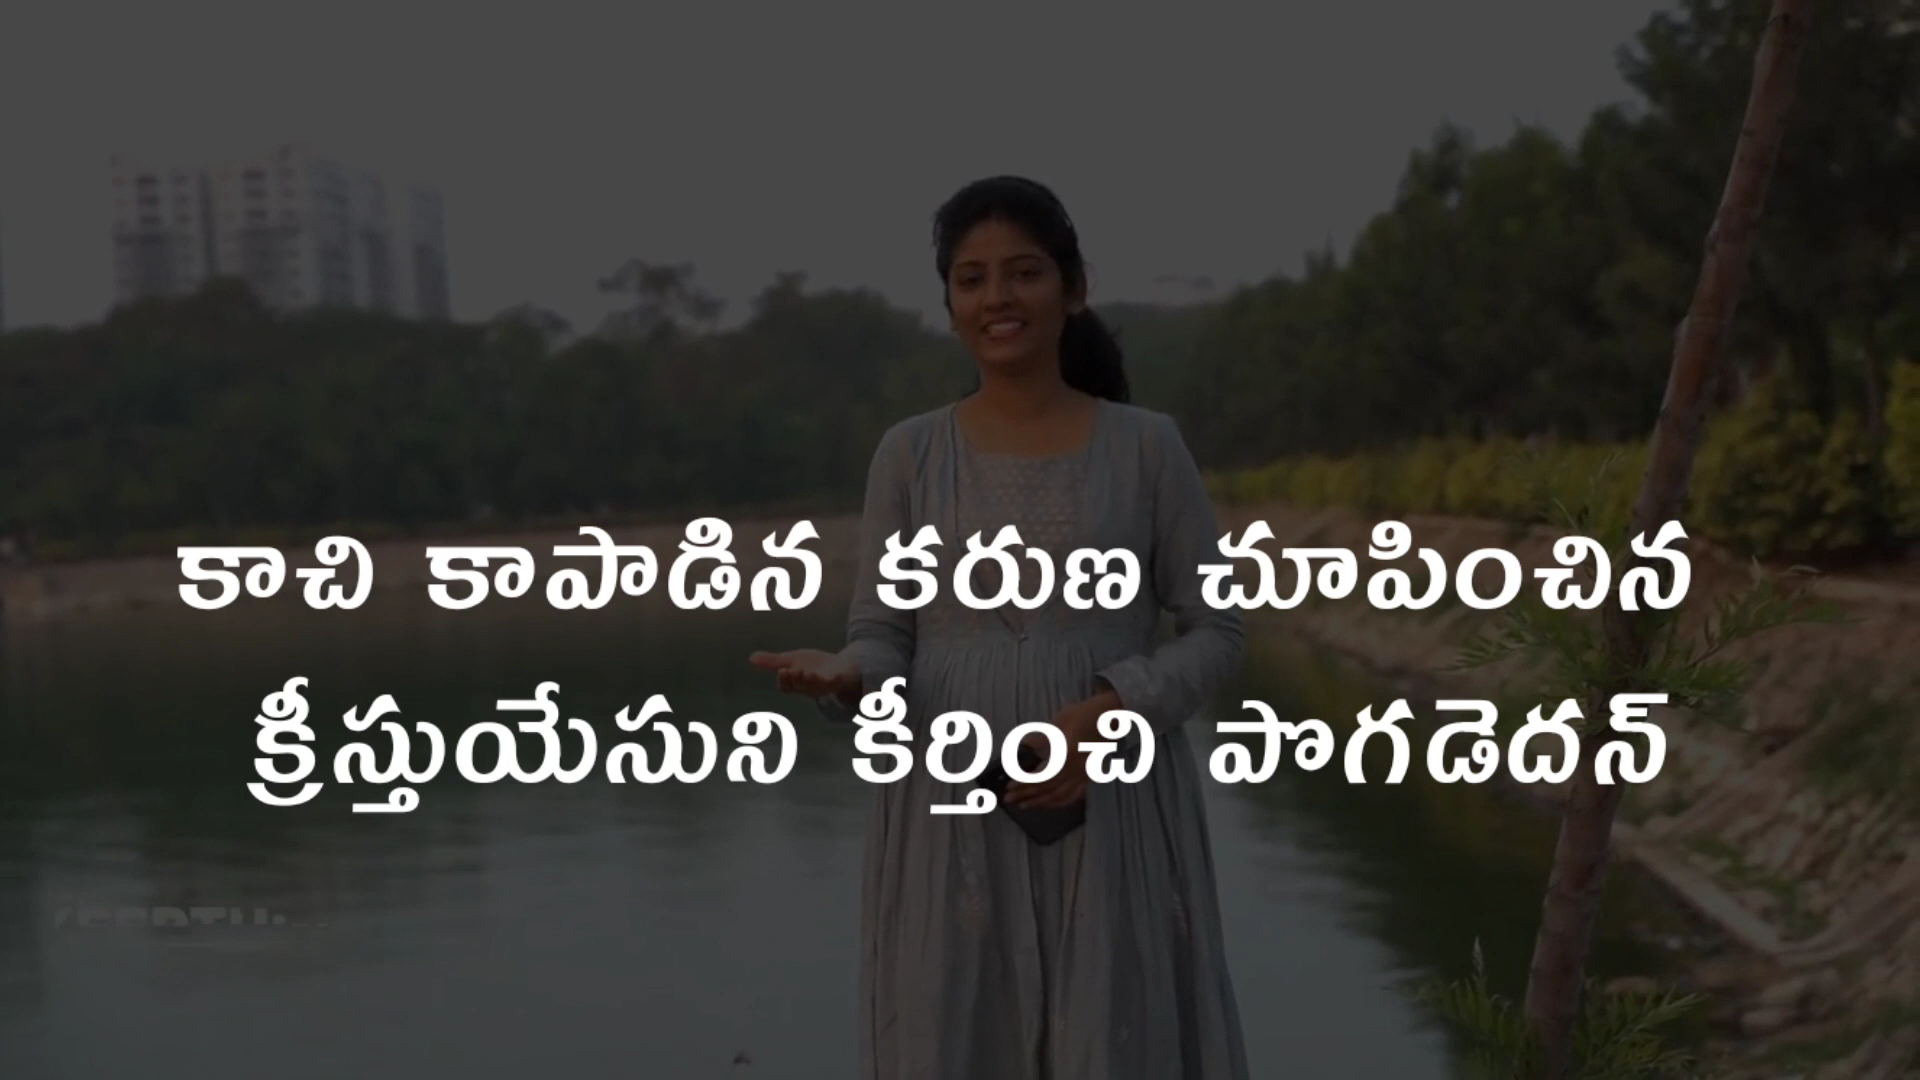 కాచి కాపాడిన కరుణ చూపించిన
క్రీస్తుయేసుని కీర్తించి పొగడెదన్